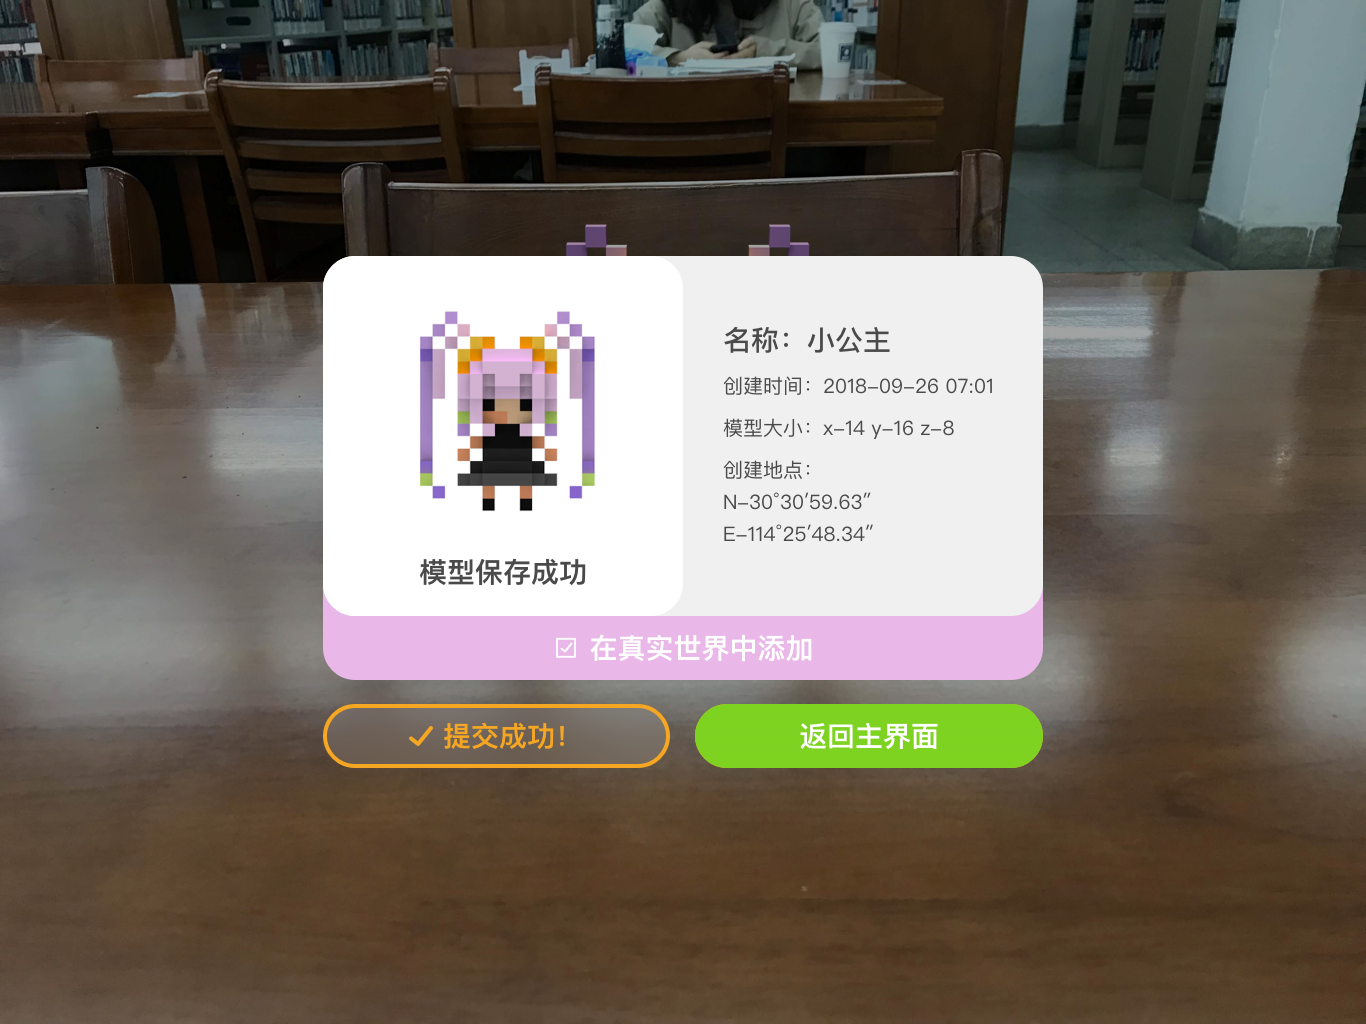 名称：小公主
创建时间：2018-09-26 07:01
模型大小：x-14 y-16 z-8
创建地点：
N-30°30′59.63″
E-114°25′48.34″
模型保存成功
在真实世界中添加
提交成功！
返回主界面